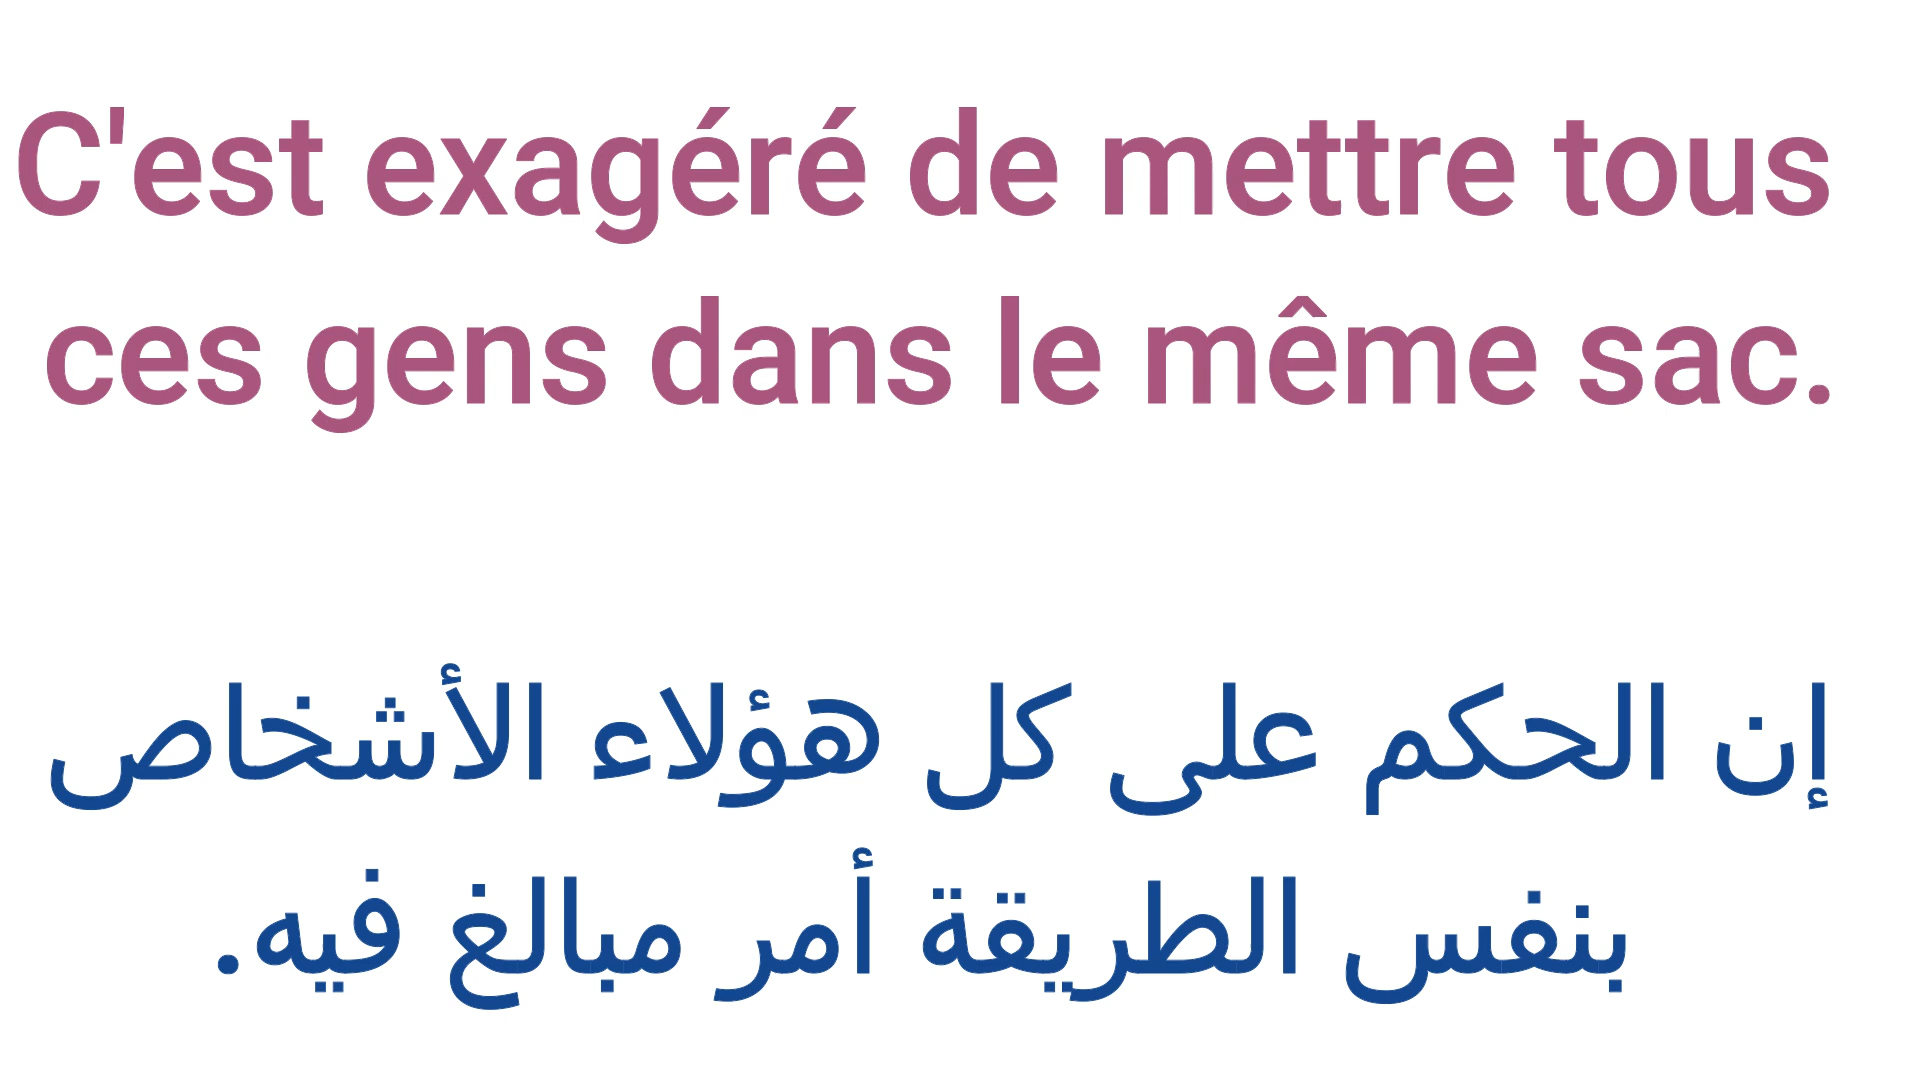 C'est exagéré de mettre tous
ces gens dans le même sac.
إن الحكم على كل هؤلاء الأشخاص
بنفس الطريقة أمر مبالغ فيه.